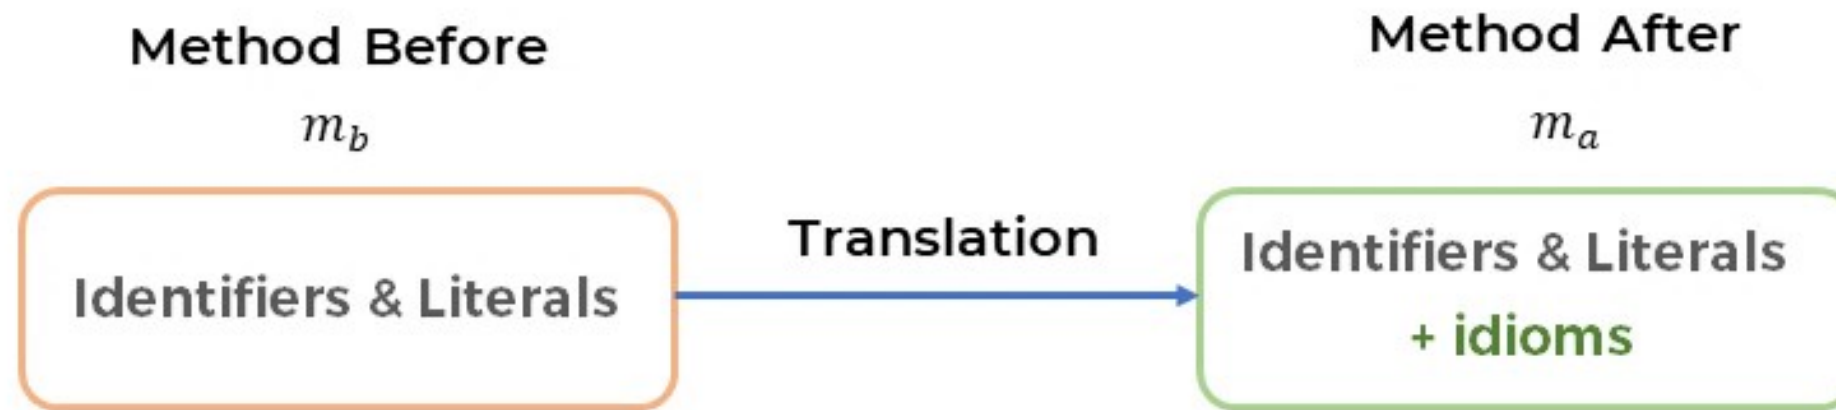 Method Before
m_b
Identifiers & Literals
Translation
Method After
m_a
Identifiers & Literals
+ idioms